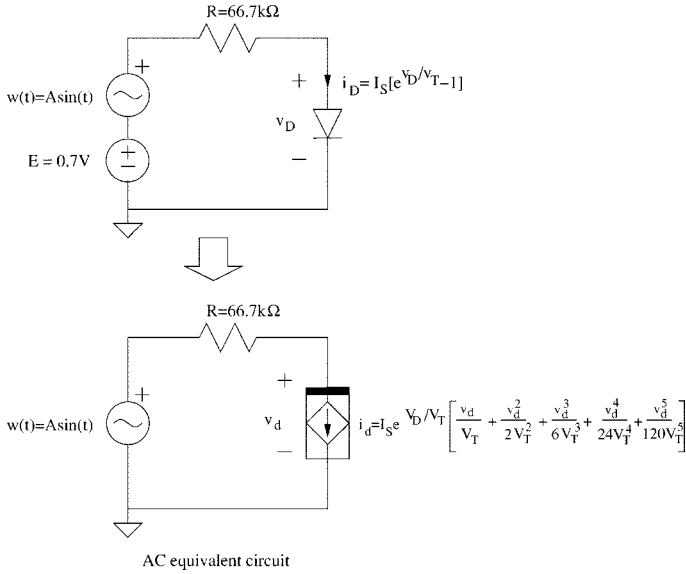 R=66.7kΩ
+
w(t)=Asin(t)
+
v_D
−
i_D= I_S[e^{v_D/v_T}−1]
E = 0.7V
+
−
R=66.7kΩ
+
w(t)=Asin(t)
+
v_d
−
i_d=I_S e^{V_D/V_T} [ v_d/V_T + v_d^2/2V_T^2 + v_d^3/6V_T^3 + v_d^4/24V_T^4 + v_d^5/120V_T^5 ]
AC equivalent circuit